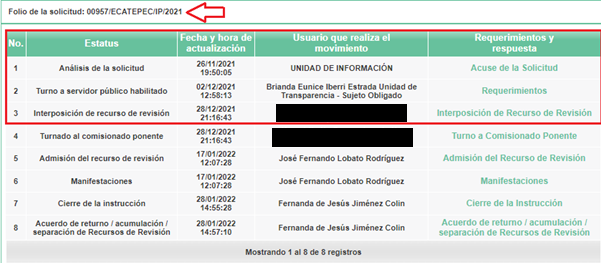 Folio de la solicitud: 00957/ECATEPEC/IP/2021
No. Estatus Fecha y hora de actualización Usuario que realiza el movimiento Requerimientos y respuesta
1 Análisis de la solicitud 26/11/2021 19:50:05 UNIDAD DE INFORMACIÓN Acuse de la Solicitud
2 Turno a servidor público habilitado 02/12/2021 12:58:13 Brianda Eunice Iberri Estrada Unidad de Transparencia - Sujeto Obligado Requerimientos
3 Interposición de recurso de revisión 28/12/2021 21:16:43 Interposición de Recurso de Revisión
4 Turnado al comisionado ponente 28/12/2021 21:16:43 Turno a Comisionado Ponente
5 Admisión del recurso de revisión 17/01/2022 12:07:28 José Fernando Lobato Rodríguez Admisión del Recurso de Revisión
6 Manifestaciones 17/01/2022 12:07:28 José Fernando Lobato Rodríguez Manifestaciones
7 Cierre de la instrucción 28/01/2022 14:55:28 Fernanda de Jesús Jiménez Colin Cierre de la Instrucción
8 Acuerdo de returno / acumulación / separación de Recursos de Revisión 28/01/2022 14:57:10 Fernanda de Jesús Jiménez Colin Acuerdo de returno / acumulación / separación de Recursos de Revisión
Mostrando 1 al 8 de 8 registros